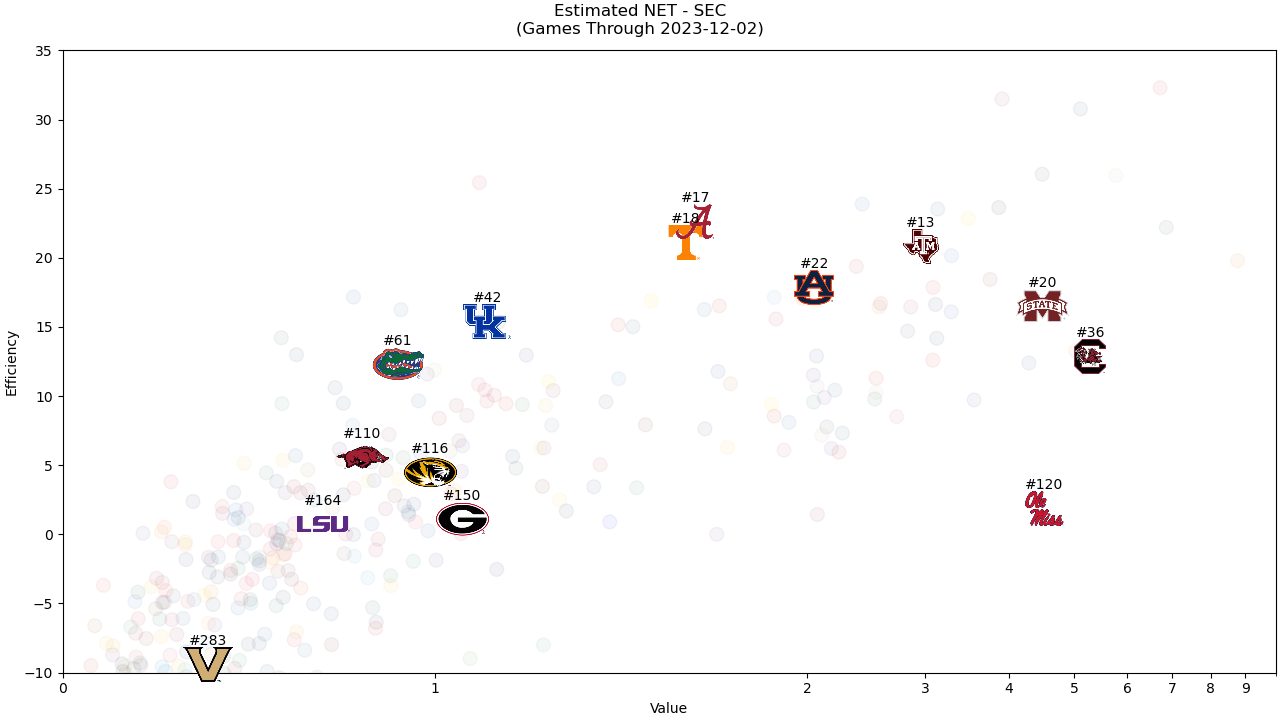 Estimated NET - SEC
(Games Through 2023-12-02)
35
30
25
20
15
10
5
0
−5
−10
Efficiency
#17
#18
A
T
#13
A T M
#22
AU
#20
M
STATE
#42
UK
#36
C
#61
#110
#116
#120
Ole
Miss
#164
LSU
#150
G
#283
V
0
1
2
3
4
5
6
7
8
9
Value